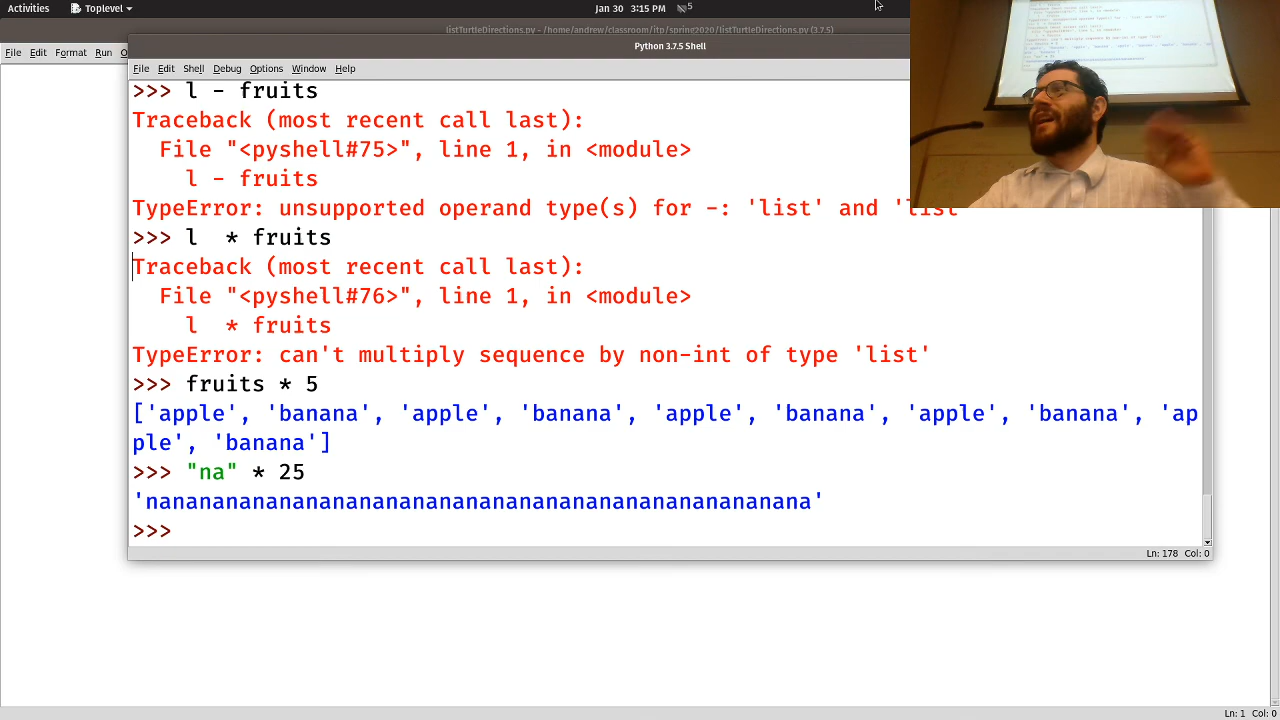 Activities Toplevel Jan 30 3:15 PM 5
listTurtleDirections.py - /home/andrew/classroom/itp/spring2020/listTurtleDirections.py (3.7.5)
Python 3.7.5 Shell
File Edit Format Run O
Edit Shell Debug Options Window
>>> l - fruits
Traceback (most recent call last):
File "<pyshell#75>", line 1, in <module>
l - fruits
TypeError: unsupported operand type(s) for -: 'list' and 'list'
>>> l  * fruits
Traceback (most recent call last):
File "<pyshell#76>", line 1, in <module>
l  * fruits
TypeError: can't multiply sequence by non-int of type 'list'
>>> fruits * 5
['apple', 'banana', 'apple', 'banana', 'apple', 'banana', 'apple', 'banana', 'ap
ple', 'banana']
>>> "na" * 25
'nananananananananananananananananananananananananana'
>>>
Ln: 178 Col: 0
Ln: 1 Col: 0